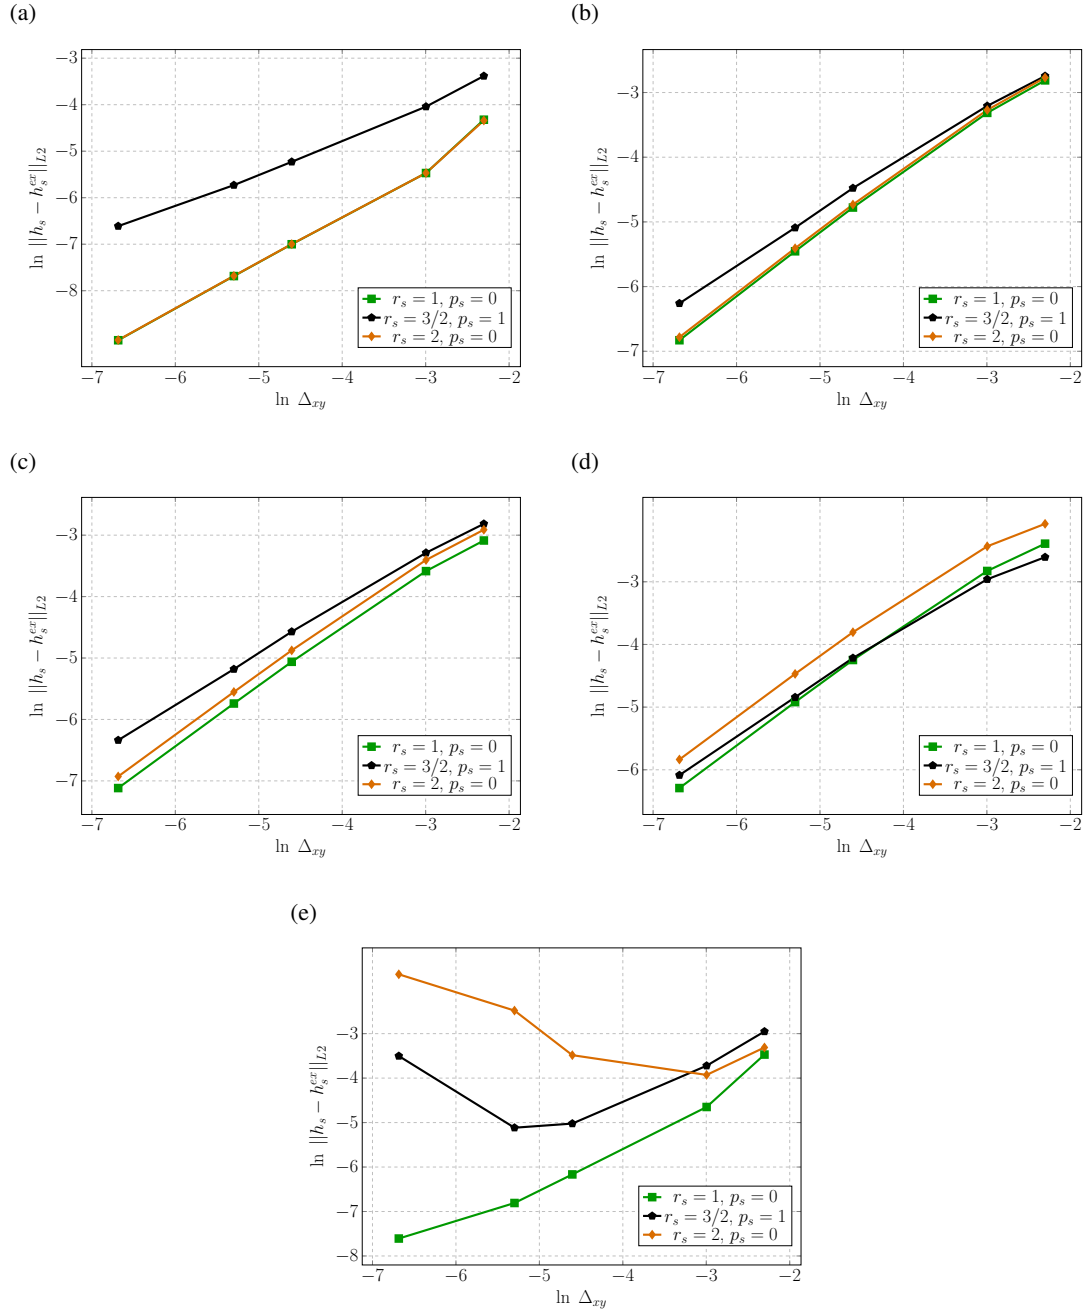 (a)
−3
−4
−5
−6
−7
−8
ln ||h_s − h_s^{ex}||_{L2}
r_s = 1, p_s = 0
r_s = 3/2, p_s = 1
r_s = 2, p_s = 0
−7 −6 −5 −4 −3 −2
ln Δ_{xy}
(b)
−3
−4
−5
−6
−7
ln ||h_s − h_s^{ex}||_{L2}
r_s = 1, p_s = 0
r_s = 3/2, p_s = 1
r_s = 2, p_s = 0
−7 −6 −5 −4 −3 −2
ln Δ_{xy}
(c)
−3
−4
−5
−6
−7
ln ||h_s − h_s^{ex}||_{L2}
r_s = 1, p_s = 0
r_s = 3/2, p_s = 1
r_s = 2, p_s = 0
−7 −6 −5 −4 −3 −2
ln Δ_{xy}
(d)
−3
−4
−5
−6
ln ||h_s − h_s^{ex}||_{L2}
r_s = 1, p_s = 0
r_s = 3/2, p_s = 1
r_s = 2, p_s = 0
−7 −6 −5 −4 −3 −2
ln Δ_{xy}
(e)
−3
−4
−5
−6
−7
−8
ln ||h_s − h_s^{ex}||_{L2}
r_s = 1, p_s = 0
r_s = 3/2, p_s = 1
r_s = 2, p_s = 0
−7 −6 −5 −4 −3 −2
ln Δ_{xy}